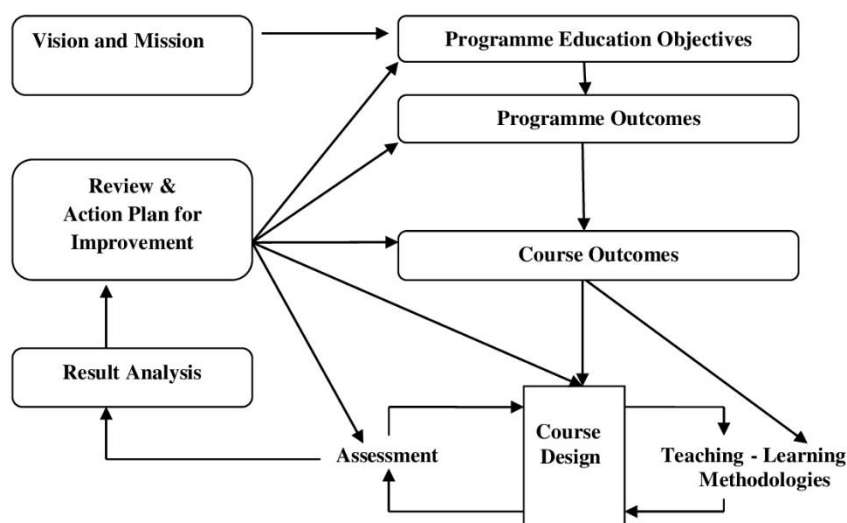 Vision and Mission
Programme Education Objectives
Programme Outcomes
Review &
Action Plan for
Improvement
Course Outcomes
Result Analysis
Assessment
Course
Design
Teaching - Learning
Methodologies